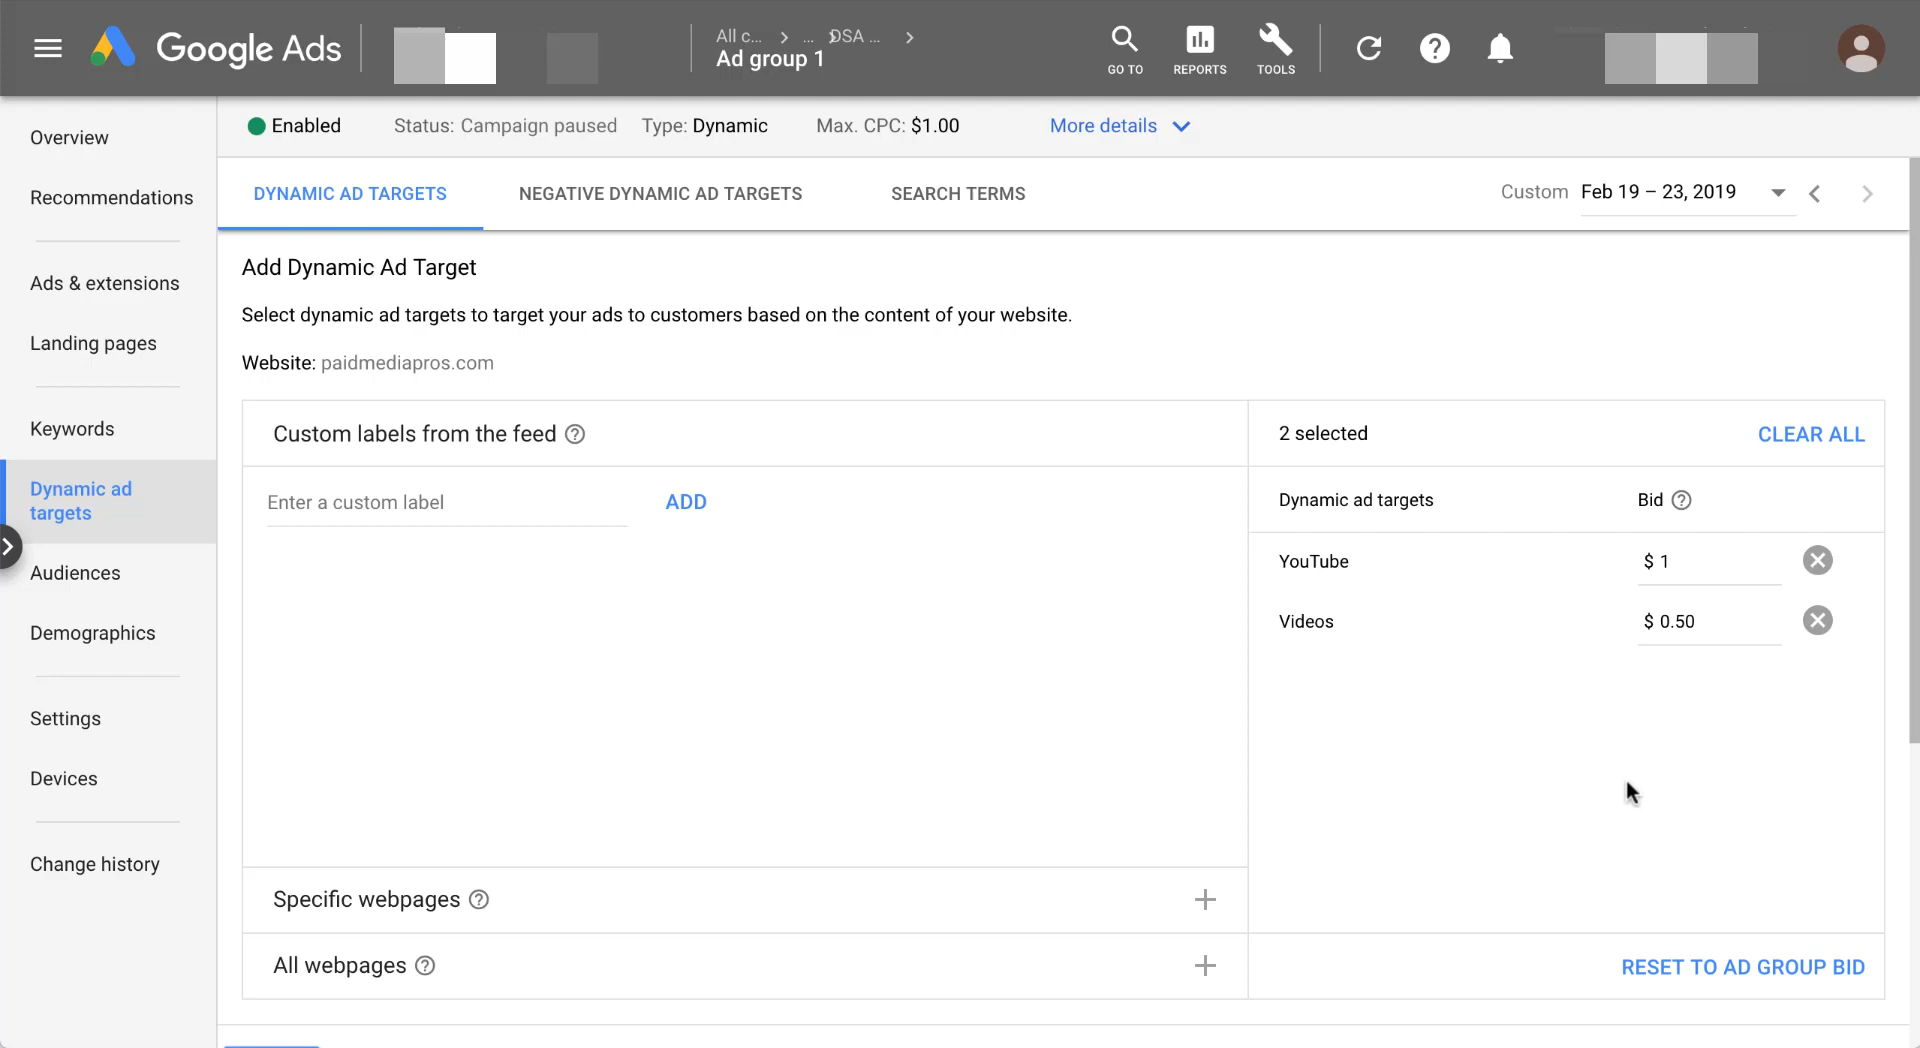 Google Ads
All c... > ... > DSA ... >
Ad group 1
GO TO
REPORTS
TOOLS
Enabled
Status: Campaign paused
Type: Dynamic
Max. CPC: $1.00
More details
Overview
Recommendations
Ads & extensions
Landing pages
Keywords
Dynamic ad
targets
Audiences
Demographics
Settings
Devices
Change history
DYNAMIC AD TARGETS
NEGATIVE DYNAMIC AD TARGETS
SEARCH TERMS
Custom Feb 19 – 23, 2019
Add Dynamic Ad Target
Select dynamic ad targets to target your ads to customers based on the content of your website.
Website: paidmediapros.com
Custom labels from the feed
Enter a custom label
ADD
Specific webpages
All webpages
2 selected
CLEAR ALL
Dynamic ad targets
Bid
YouTube
$ 1
Videos
$ 0.50
RESET TO AD GROUP BID